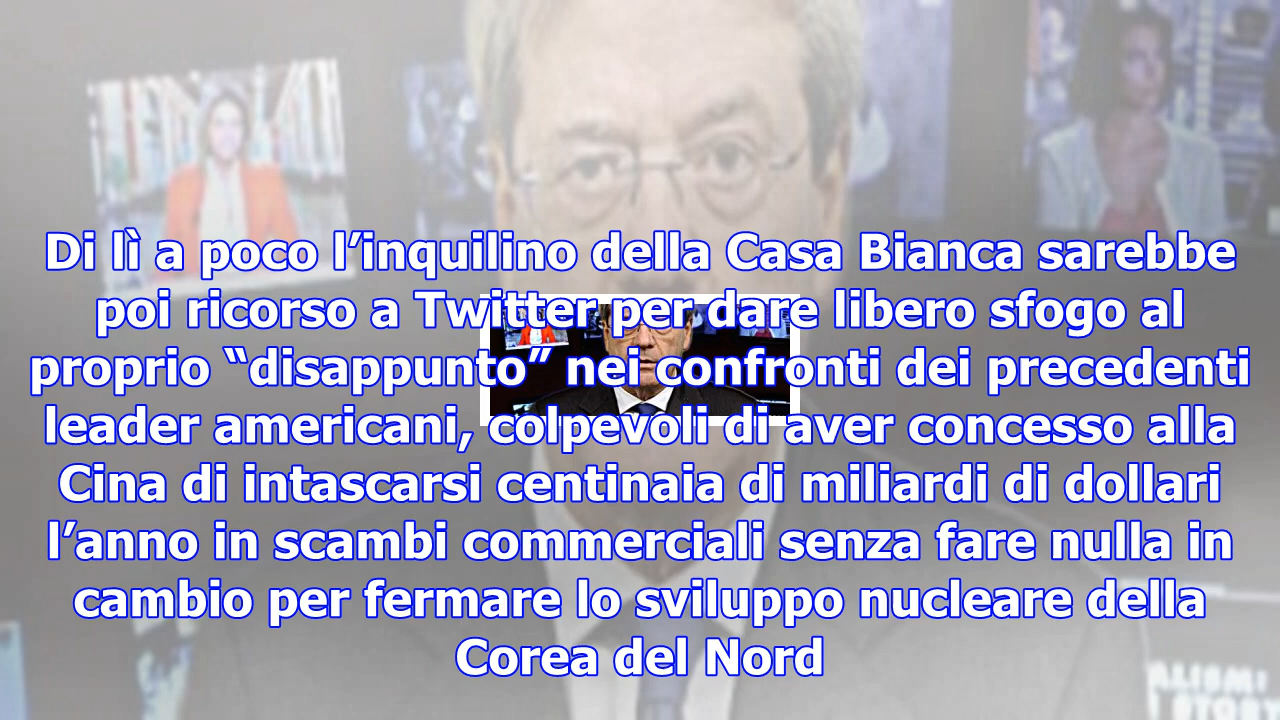 Di lì a poco l’inquilino della Casa Bianca sarebbe
poi ricorso a Twitter per dare libero sfogo al
proprio “disappunto” nei confronti dei precedenti
leader americani, colpevoli di aver concesso alla
Cina di intascarsi centinaia di miliardi di dollari
l’anno in scambi commerciali senza fare nulla in
cambio per fermare lo sviluppo nucleare della
Corea del Nord
ALISM:
STORY